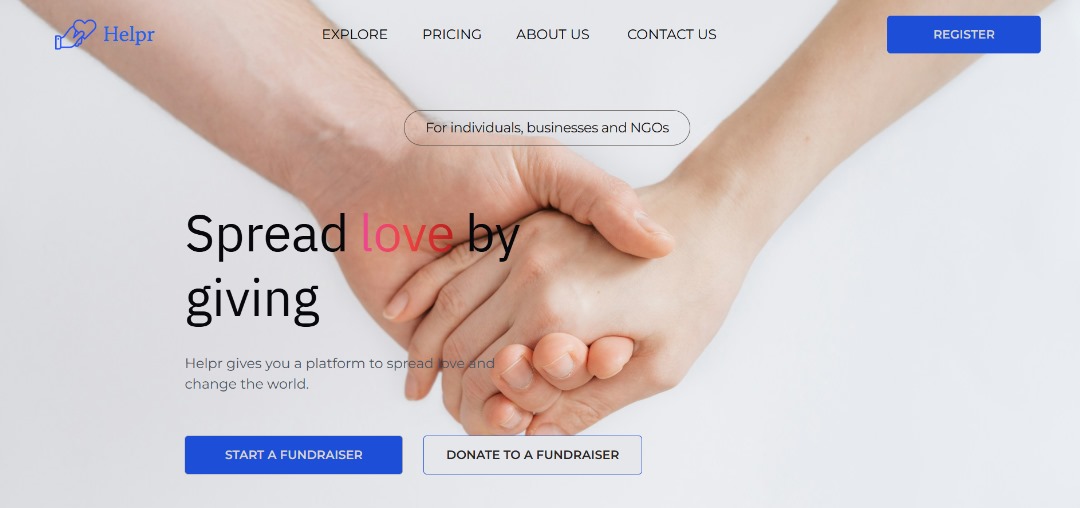 Helpr
EXPLORE
PRICING
ABOUT US
CONTACT US
REGISTER
For individuals, businesses and NGOs
Spread love by
giving
Helpr gives you a platform to spread love and
change the world.
START A FUNDRAISER
DONATE TO A FUNDRAISER